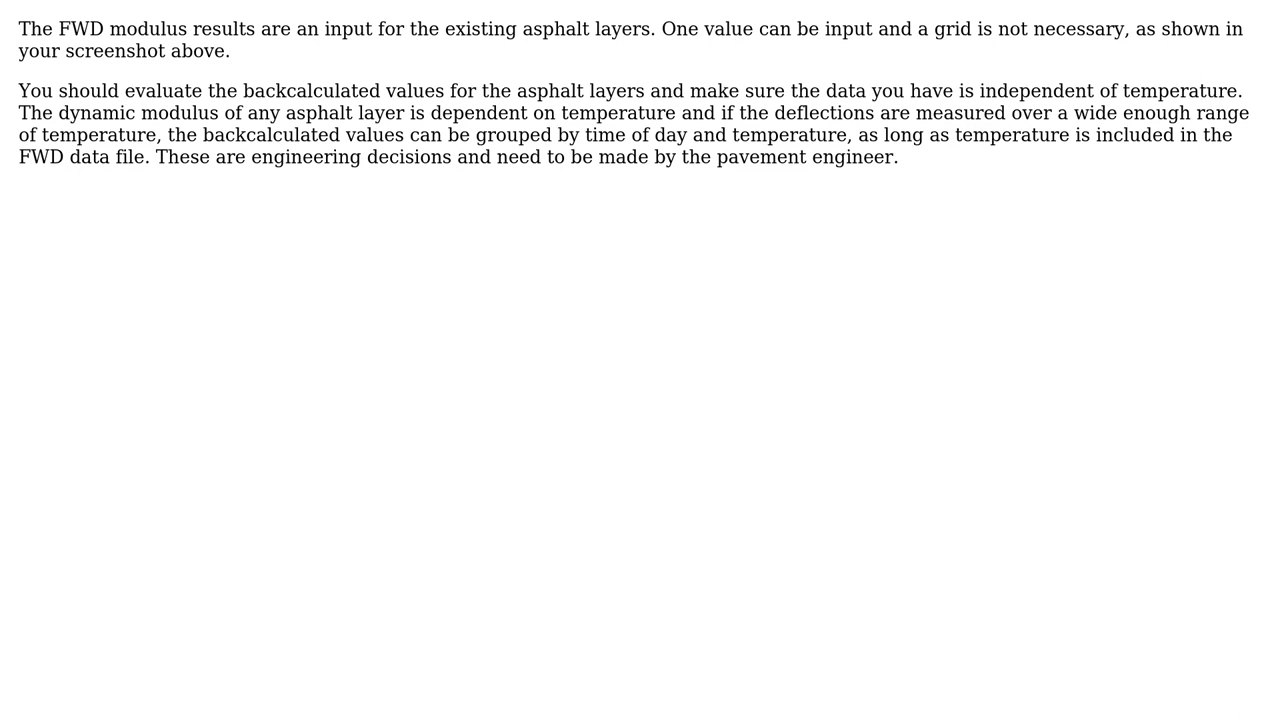 The FWD modulus results are an input for the existing asphalt layers. One value can be input and a grid is not necessary, as shown in
your screenshot above.
You should evaluate the backcalculated values for the asphalt layers and make sure the data you have is independent of temperature.
The dynamic modulus of any asphalt layer is dependent on temperature and if the deflections are measured over a wide enough range
of temperature, the backcalculated values can be grouped by time of day and temperature, as long as temperature is included in the
FWD data file. These are engineering decisions and need to be made by the pavement engineer.